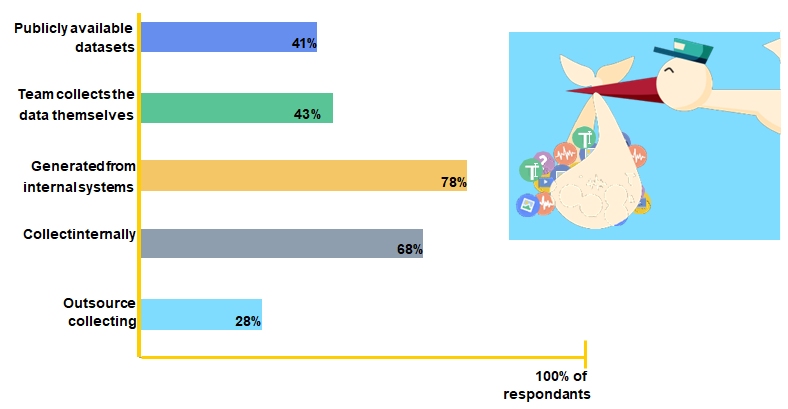 Publicly available
datasets
41%
Team collects the
data themselves
43%
Generated from
internal systems
78%
Collect internally
68%
Outsource
collecting
28%
100% of
respondants
T
?
T